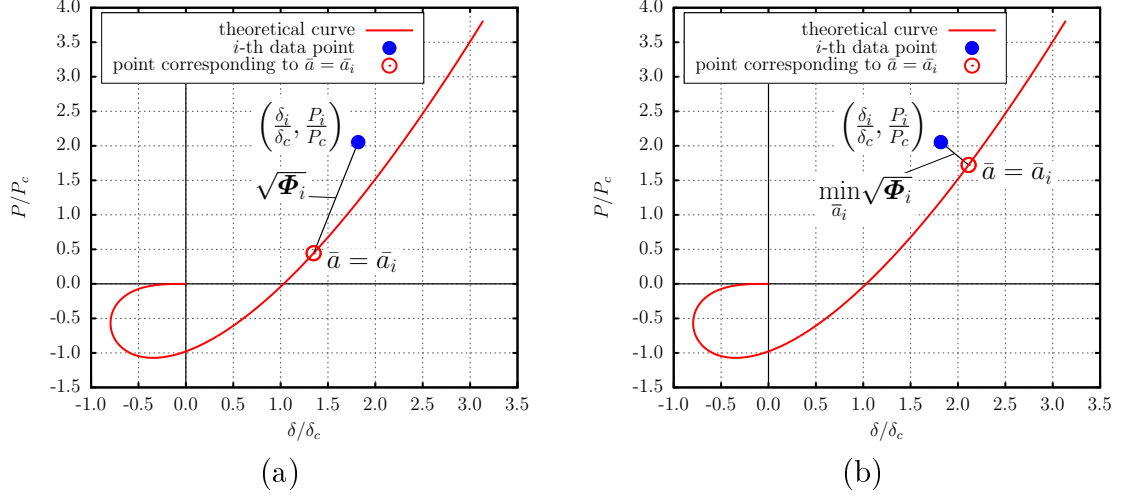 4.0
3.5
3.0
2.5
2.0
1.5
1.0
0.5
0.0
-0.5
-1.0
-1.5
P/P_c
theoretical curve
i-th data point
point corresponding to ā = ā_i
(δ_i/δ_c, P_i/P_c)
√Φ_i
ā = ā_i
-1.0 -0.5 0.0 0.5 1.0 1.5 2.0 2.5 3.0 3.5
δ/δ_c
(a)
4.0
3.5
3.0
2.5
2.0
1.5
1.0
0.5
0.0
-0.5
-1.0
-1.5
P/P_c
theoretical curve
i-th data point
point corresponding to ā = ā_i
(δ_i/δ_c, P_i/P_c)
ā = ā_i
min √Φ_i
ā_i
-1.0 -0.5 0.0 0.5 1.0 1.5 2.0 2.5 3.0 3.5
δ/δ_c
(b)